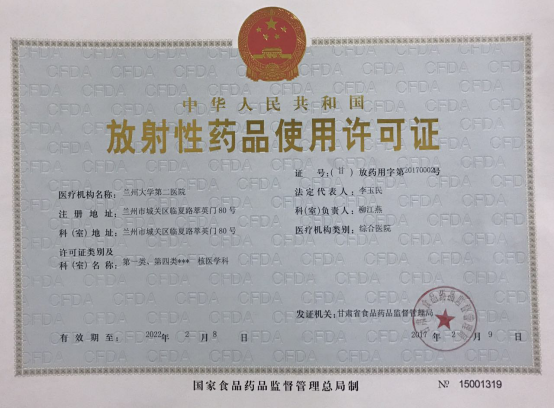 中华人民共和国
放射性药品使用许可证
证 号:(甘)放药用字第20170002号
医疗机构名称:兰州大学第二医院
法定代表人:李玉民
注册地址:兰州市城关区临夏路萃英门80号
科(室)负责人:柳江燕
科(室)地址:兰州市城关区临夏路萃英门80号
医疗机构类别:综合医院
许可证类别及
科(室)名称:第一类、第四类*** 核医学科
发证机关:甘肃省食品药品监督管理局
有效期至:2022年2月8日
2017年2月9日
国家食品药品监督管理总局制
№ 15001319
CFDA